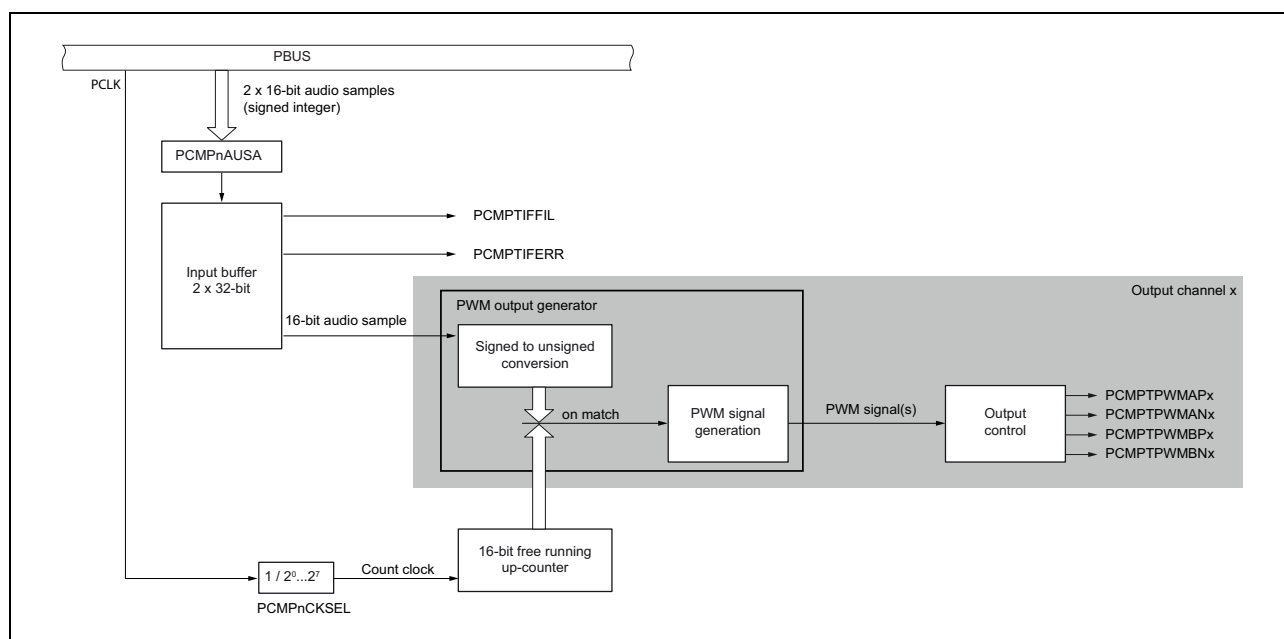 PBUS
PCLK
2 x 16-bit audio samples
(signed integer)
PCMPnAUSA
PCMPTIFFIL
PCMPTIFERR
Input buffer
2 x 32-bit
Output channel x
PWM output generator
16-bit audio sample
Signed to unsigned
conversion
on match
PWM signal
generation
PWM signal(s)
Output
control
PCMPTPWMAPx
PCMPTPWMANx
PCMPTPWMBPx
PCMPTPWMBNx
16-bit free running
up-counter
Count clock
1 / 2⁰...2⁷
PCMPnCKSEL